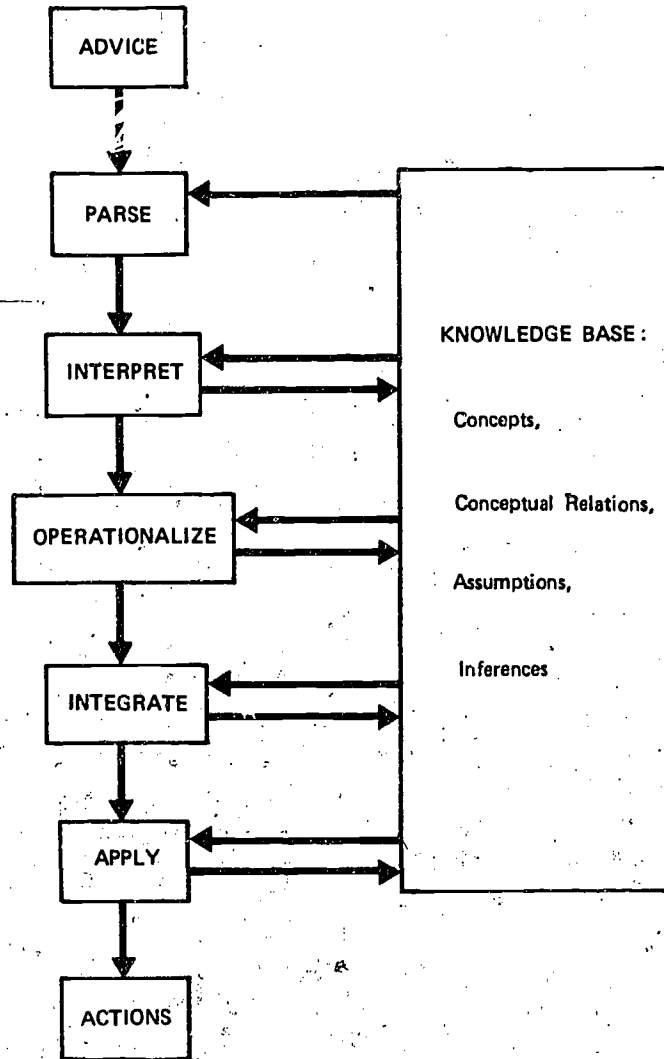 ADVICE
PARSE
INTERPRET
OPERATIONALIZE
INTEGRATE
APPLY
ACTIONS
KNOWLEDGE BASE:
Concepts,
Conceptual Relations,
Assumptions,
Inferences